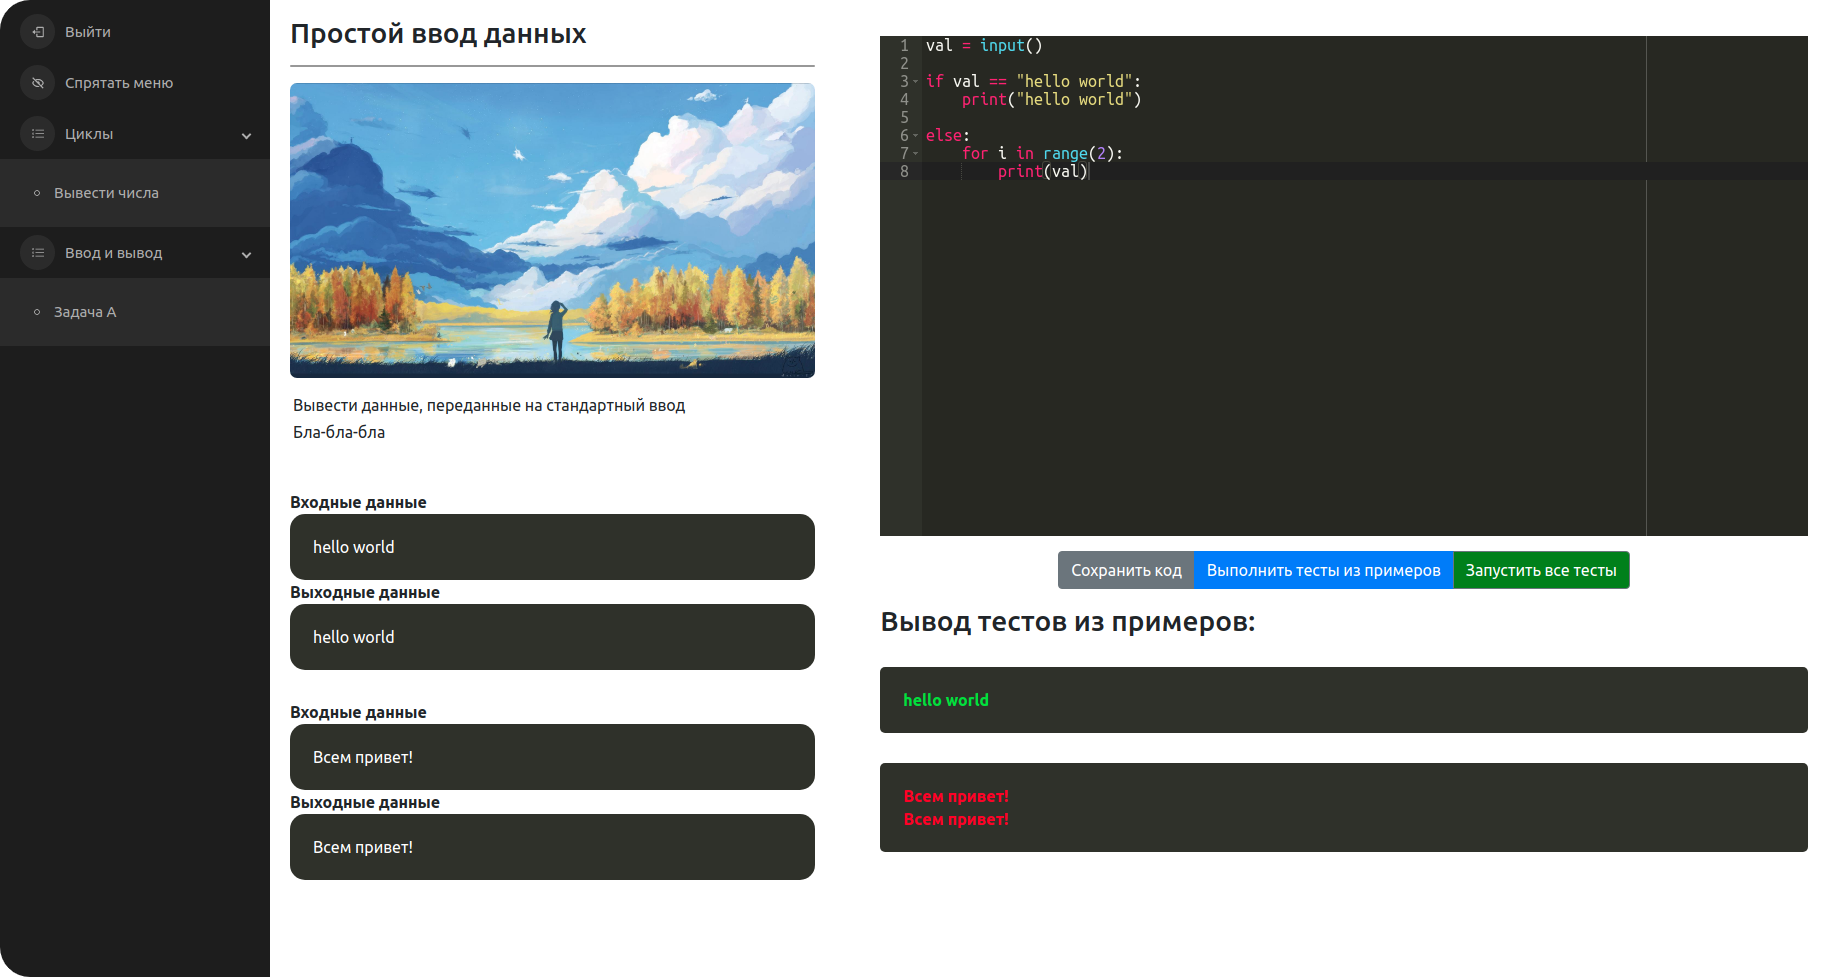 Выйти
Спрятать меню
Циклы
Вывести числа
Ввод и вывод
Задача А
Простой ввод данных
Вывести данные, переданные на стандартный ввод
Бла-бла-бла
Входные данные
hello world
Выходные данные
hello world
Входные данные
Всем привет!
Выходные данные
Всем привет!
1 val = input()
2
3 if val == "hello world":
4     print("hello world")
5
6 else:
7     for i in range(2):
8         print(val)
Сохранить код
Выполнить тесты из примеров
Запустить все тесты
Вывод тестов из примеров:
hello world
Всем привет!
Всем привет!